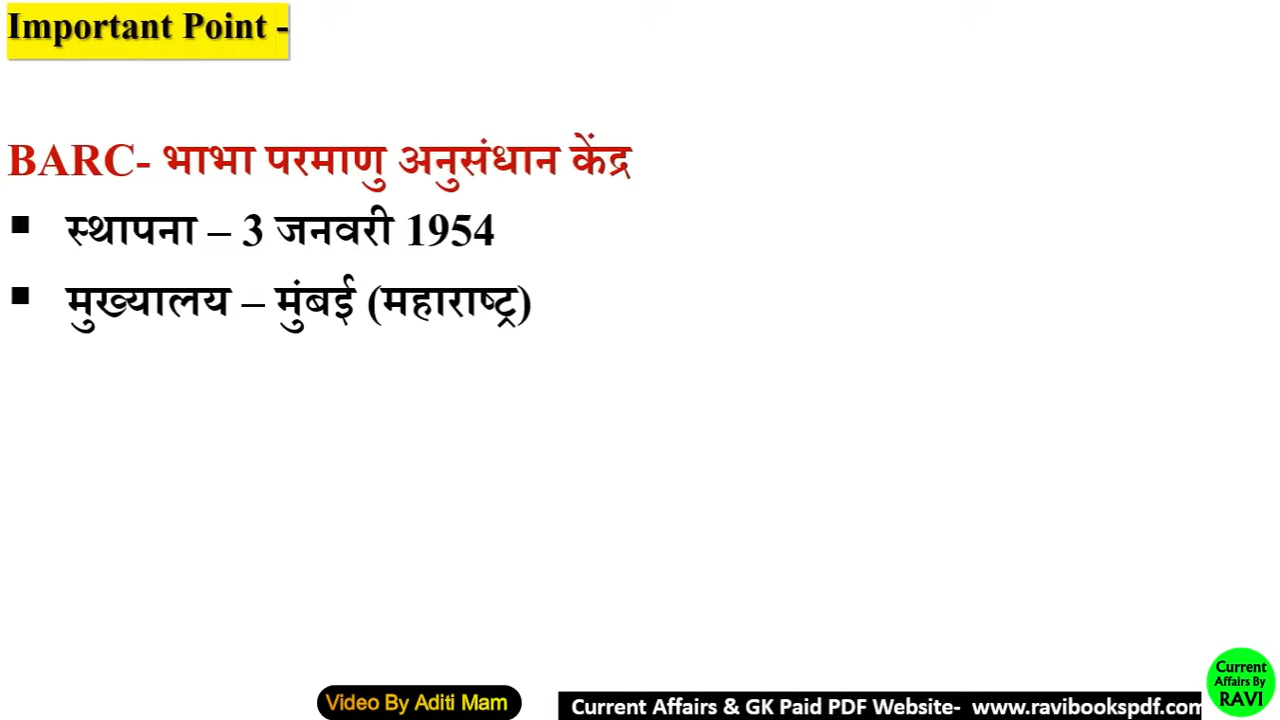 Important Point -
BARC- भाभा परमाणु अनुसंधान केंद्र
▪ स्थापना – 3 जनवरी 1954
▪ मुख्यालय – मुंबई (महाराष्ट्र)
Video By Aditi Mam
Current Affairs & GK Paid PDF Website- www.ravibookspdf.com
Current
Affairs By
RAVI